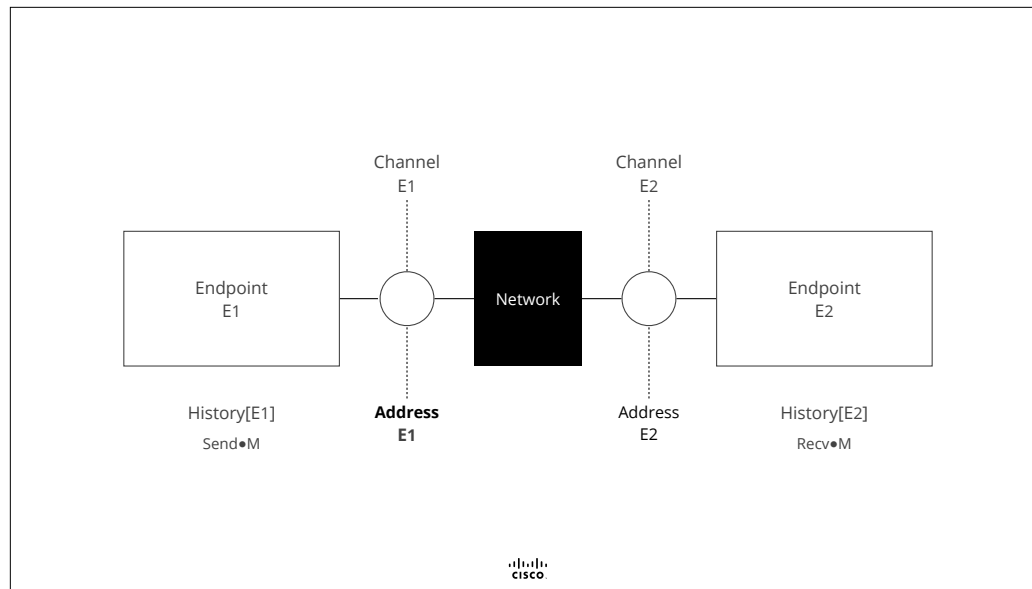 Channel
E1
Channel
E2
Endpoint
E1
Network
Endpoint
E2
History[E1]
Send●M
Address
E1
Address
E2
History[E2]
Recv●M
CISCO